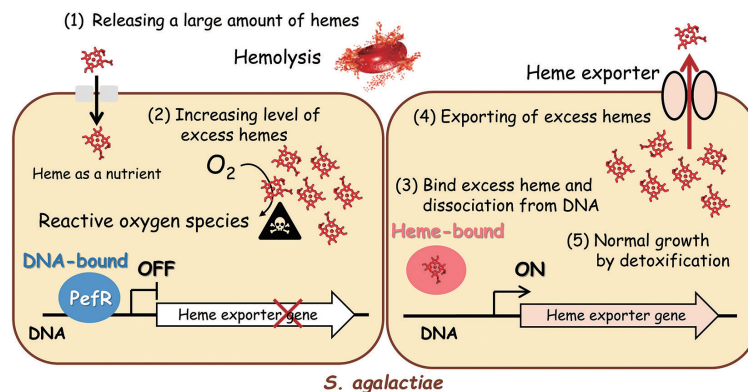 (1) Releasing a large amount of hemes
Hemolysis
Heme exporter
(2) Increasing level of
excess hemes
Heme as a nutrient
O2
Reactive oxygen species
DNA-bound
PefR
OFF
Heme exporter gene
DNA
(4) Exporting of excess hemes
(3) Bind excess heme and
dissociation from DNA
Heme-bound
(5) Normal growth
by detoxification
ON
Heme exporter gene
DNA
S. agalactiae